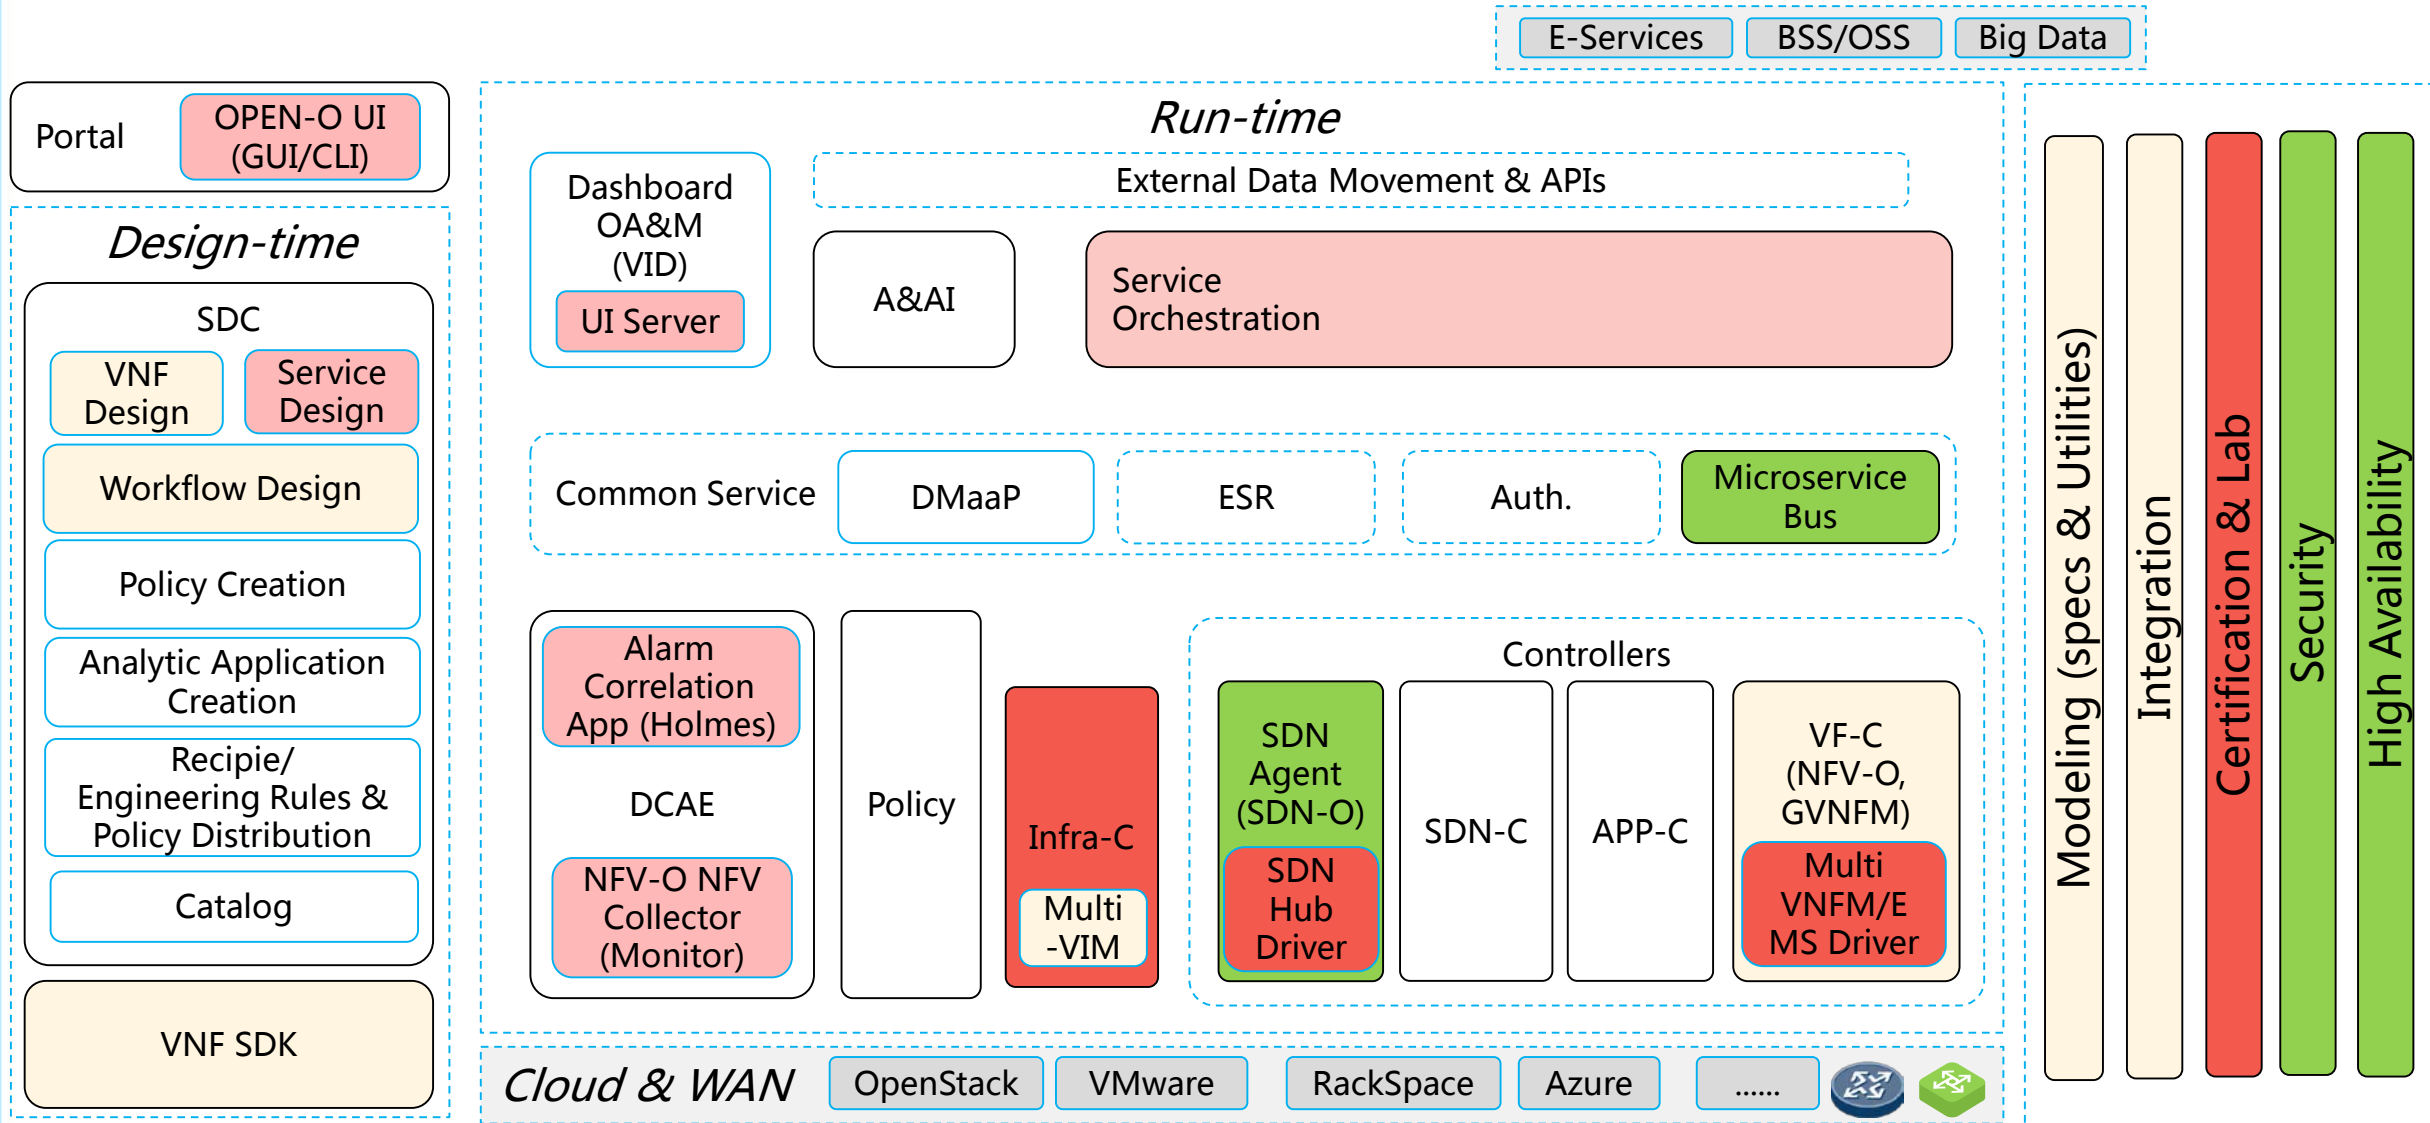 E-Services
BSS/OSS
Big Data
Portal
OPEN-O UI
(GUI/CLI)
Design-time
SDC
VNF
Design
Service
Design
Workflow Design
Policy Creation
Analytic Application
Creation
Recipie/
Engineering Rules &
Policy Distribution
Catalog
VNF SDK
Run-time
Dashboard
OA&M
(VID)
UI Server
External Data Movement & APIs
A&AI
Service
Orchestration
Common Service
DMaaP
ESR
Auth.
Microservice
Bus
Alarm
Correlation
App (Holmes)
DCAE
NFV-O NFV
Collector
(Monitor)
Policy
Infra-C
Multi
-VIM
Controllers
SDN
Agent
(SDN-O)
SDN
Hub
Driver
SDN-C
APP-C
VF-C
(NFV-O,
GVNFM)
Multi
VNFM/E
MS Driver
Cloud & WAN
OpenStack
VMware
RackSpace
Azure
......
Modeling (specs & Utilities)
Integration
Certification & Lab
Security
High Availability